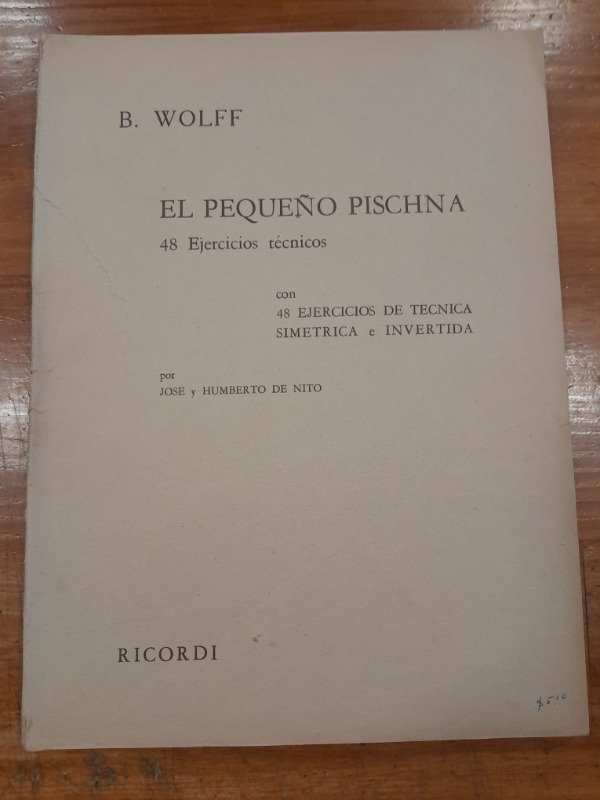 B. WOLFF
EL PEQUEÑO PISCHNA
48 Ejercicios técnicos
con
48 EJERCICIOS DE TECNICA
SIMETRICA e INVERTIDA
por
JOSE y HUMBERTO DE NITO
RICORDI